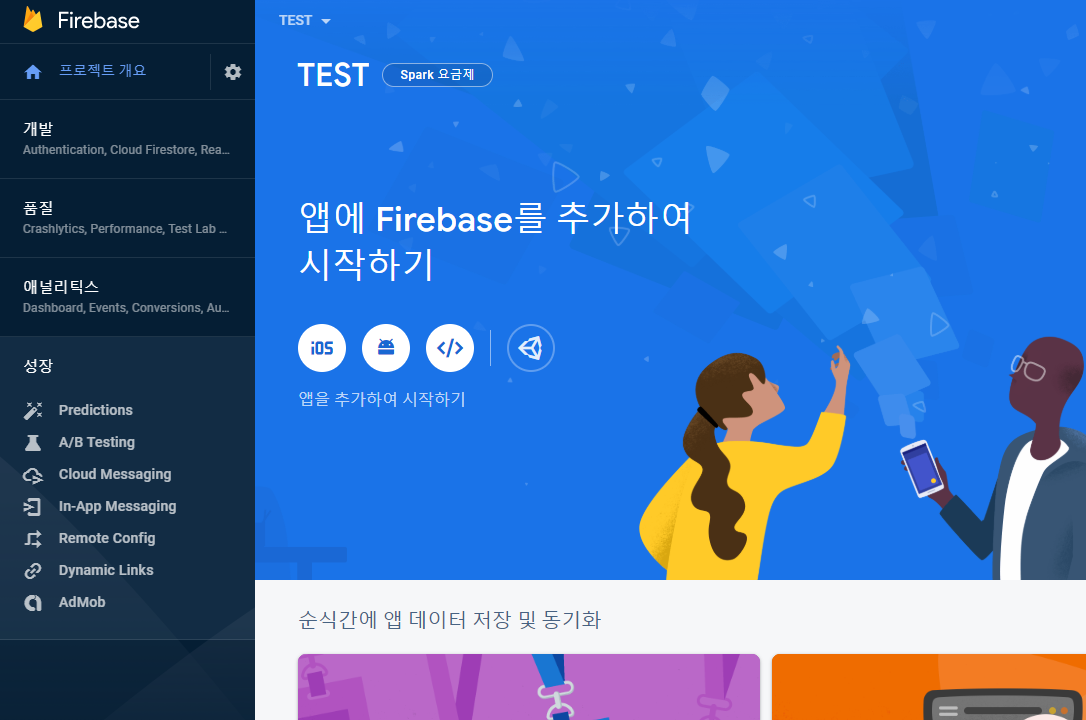 Firebase
프로젝트 개요
개발
Authentication, Cloud Firestore, Rea...
품질
Crashlytics, Performance, Test Lab ...
애널리틱스
Dashboard, Events, Conversions, Au...
성장
Predictions
A/B Testing
Cloud Messaging
In-App Messaging
Remote Config
Dynamic Links
AdMob
TEST
TEST Spark 요금제
앱에 Firebase를 추가하여
시작하기
iOS
앱을 추가하여 시작하기
순식간에 앱 데이터 저장 및 동기화